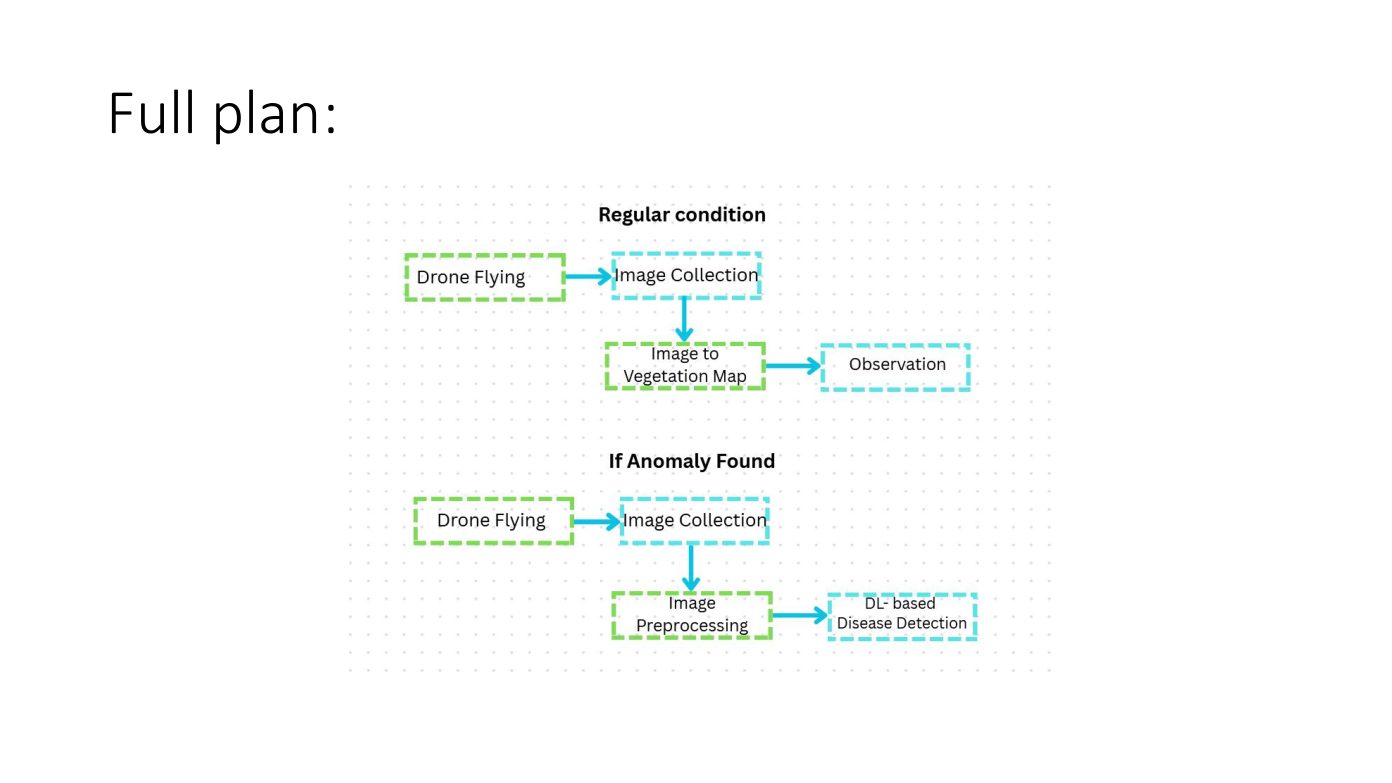 Full plan:
Regular condition
Drone Flying
Image Collection
Image to
Vegetation Map
Observation
If Anomaly Found
Drone Flying
Image Collection
Image
Preprocessing
DL- based
Disease Detection